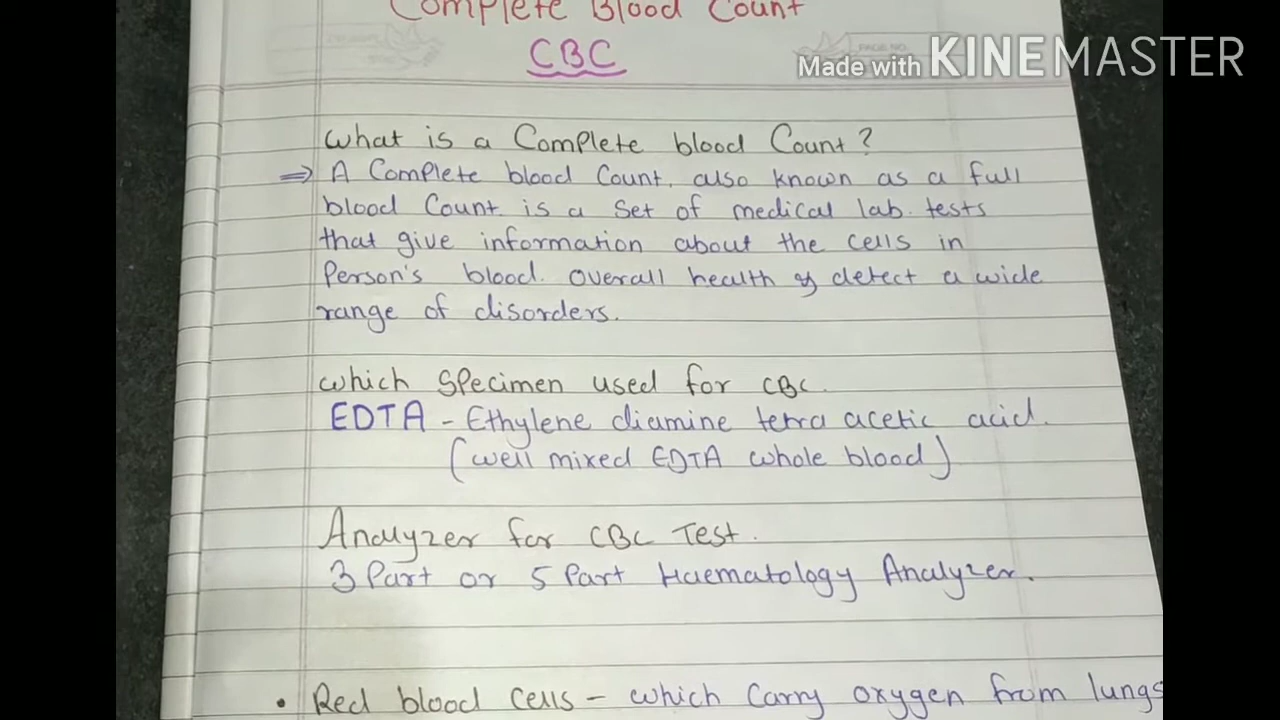 Complete Blood Count
CBC
PAGE NO.
Made with KINEMASTER
What is a Complete blood Count?
⇒ A Complete blood Count. also known as a full
blood Count is a set of medical lab. tests
that give information about the cells in
Person's blood. overall health & detect a wide
range of disorders.
Which specimen used for CBC.
EDTA - Ethylene diamine tetra acetic acid.
(well mixed EDTA whole blood)
Analyzer for CBC Test.
3 Part or 5 Part Haematology Analyzer.
• Red blood cells - which carry oxygen from lungs